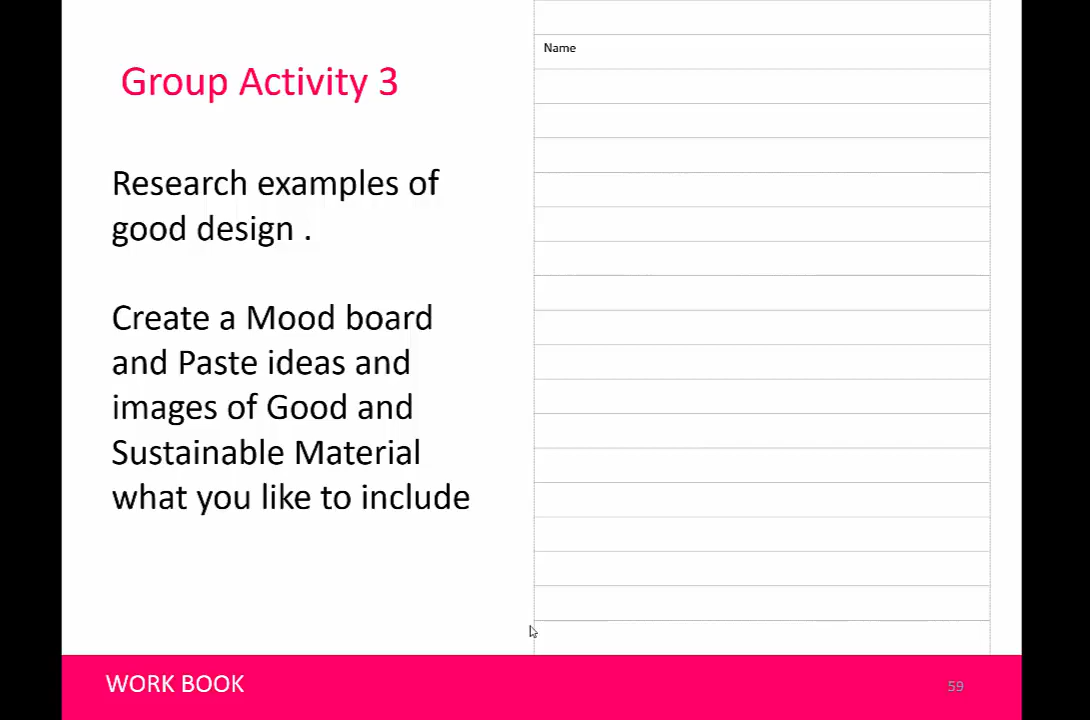 Group Activity 3
Research examples of
good design .
Create a Mood board
and Paste ideas and
images of Good and
Sustainable Material
what you like to include
Name
WORK BOOK
59